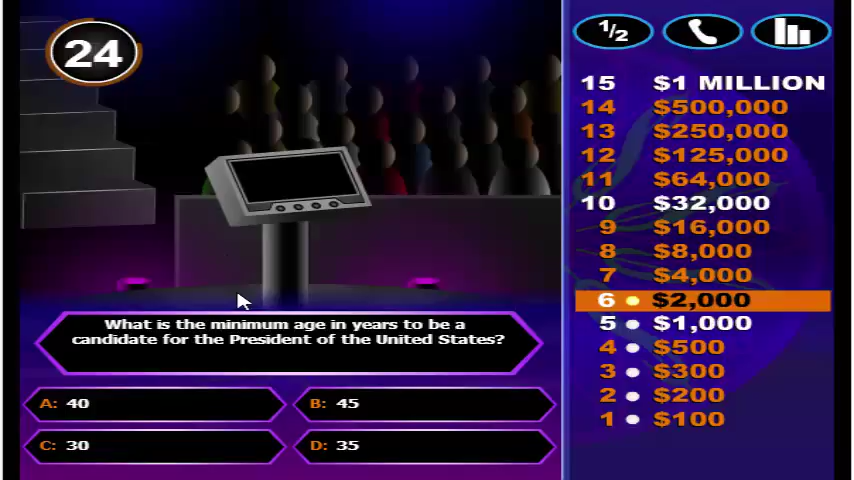 24
1/2
15 $1 MILLION
14 $500,000
13 $250,000
12 $125,000
11 $64,000
10 $32,000
9 $16,000
8 $8,000
7 $4,000
6 $2,000
5 $1,000
4 $500
3 $300
2 $200
1 $100
What is the minimum age in years to be a
candidate for the President of the United States?
A: 40
B: 45
C: 30
D: 35